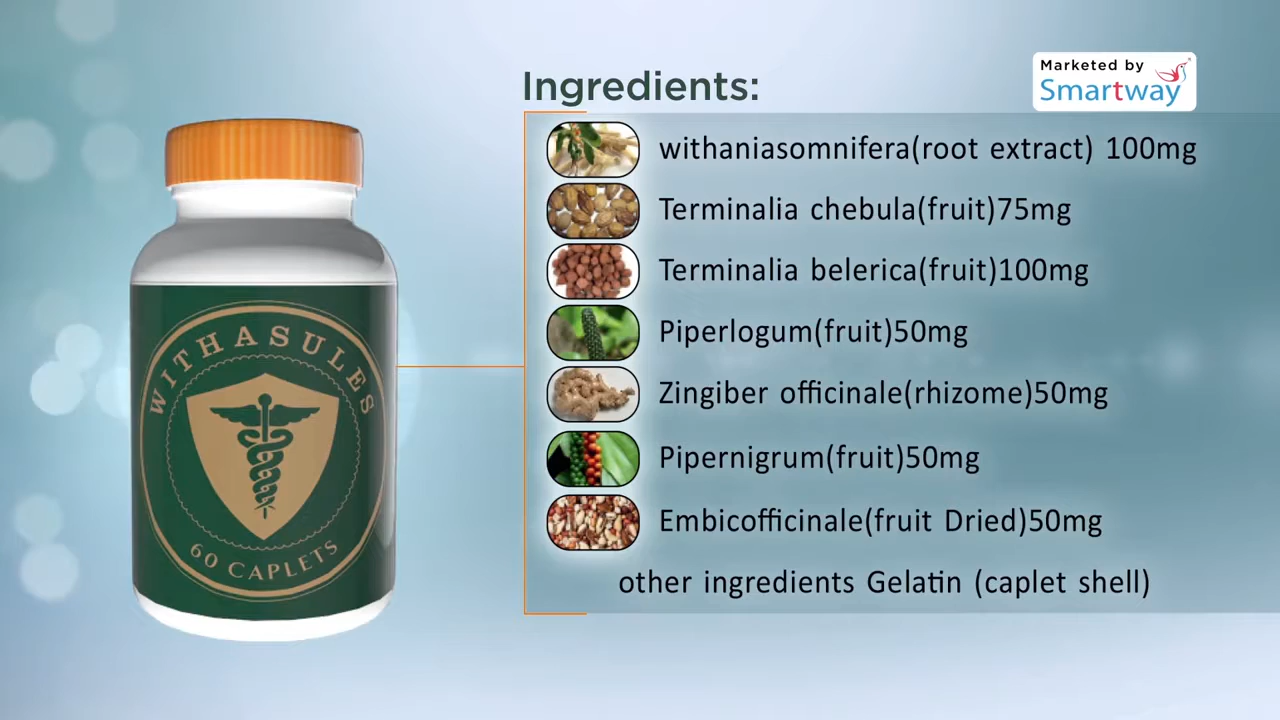 Marketed by
Smartway
Ingredients:
withaniasomnifera(root extract) 100mg
Terminalia chebula(fruit)75mg
Terminalia belerica(fruit)100mg
Piperlogum(fruit)50mg
Zingiber officinale(rhizome)50mg
Pipernigrum(fruit)50mg
Embicofficinale(fruit Dried)50mg
other ingredients Gelatin (caplet shell)
WITHASULES
60 CAPLETS